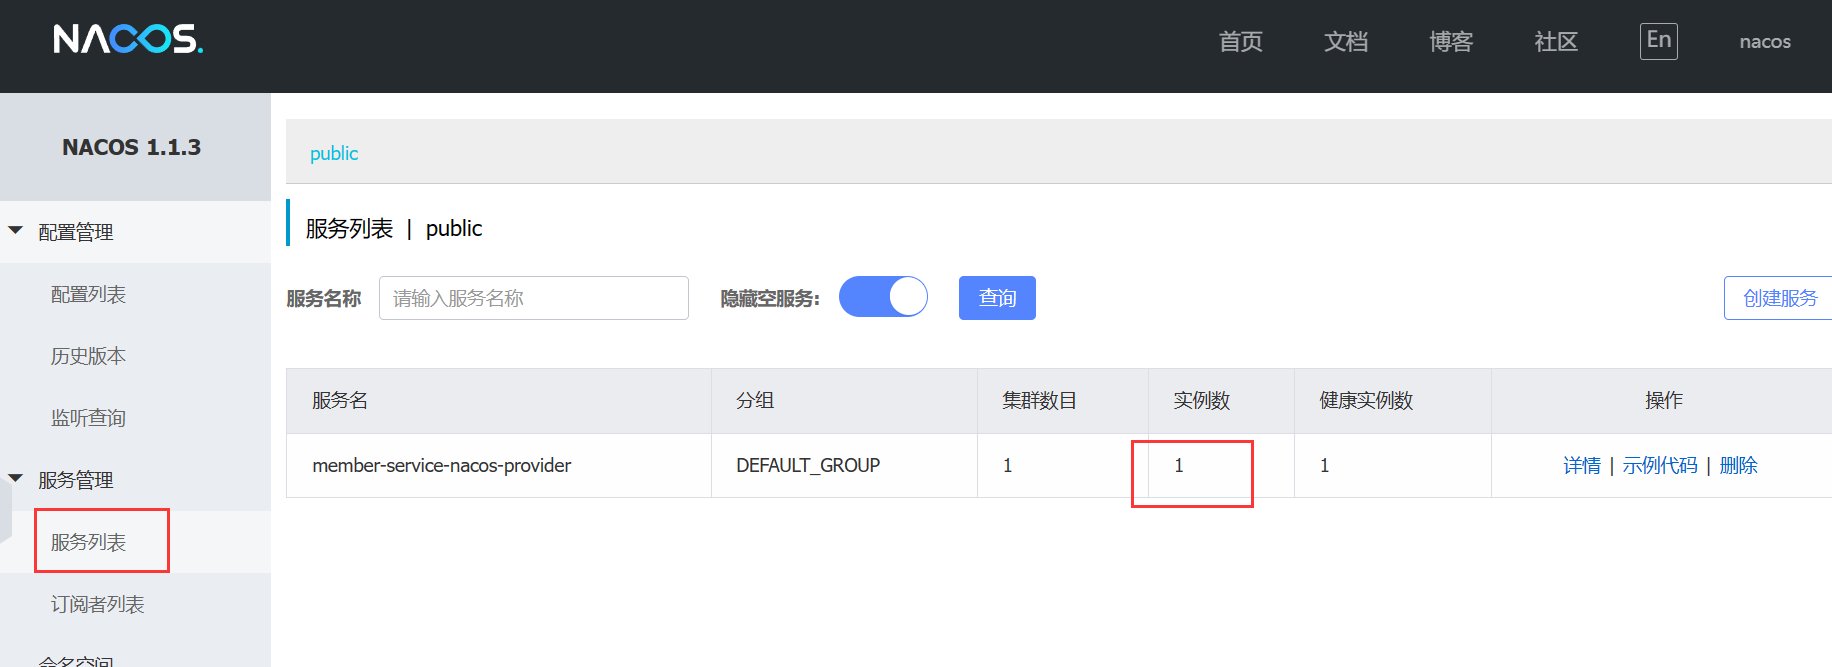 NACOS.
首页 文档 博客 社区 En nacos
NACOS 1.1.3
配置管理
配置列表
历史版本
监听查询
服务管理
服务列表
订阅者列表
命名空间
public
服务列表 | public
服务名称 请输入服务名称 隐藏空服务: 查询 创建服务
服务名 分组 集群数目 实例数 健康实例数 操作
member-service-nacos-provider DEFAULT_GROUP 1 1 1 详情 | 示例代码 | 删除